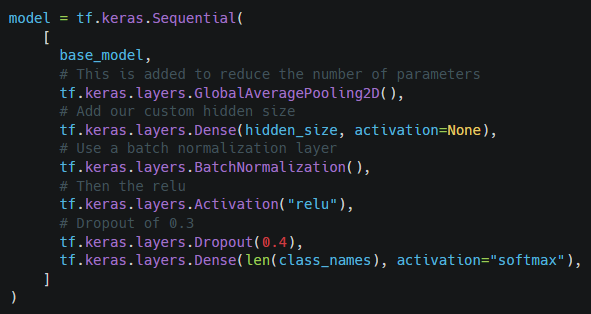 model = tf.keras.Sequential(
    [
      base_model,
      # This is added to reduce the number of parameters
      tf.keras.layers.GlobalAveragePooling2D(),
      # Add our custom hidden size
      tf.keras.layers.Dense(hidden_size, activation=None),
      # Use a batch normalization layer
      tf.keras.layers.BatchNormalization(),
      # Then the relu
      tf.keras.layers.Activation("relu"),
      # Dropout of 0.3
      tf.keras.layers.Dropout(0.4),
      tf.keras.layers.Dense(len(class_names), activation="softmax"),
    ]
)